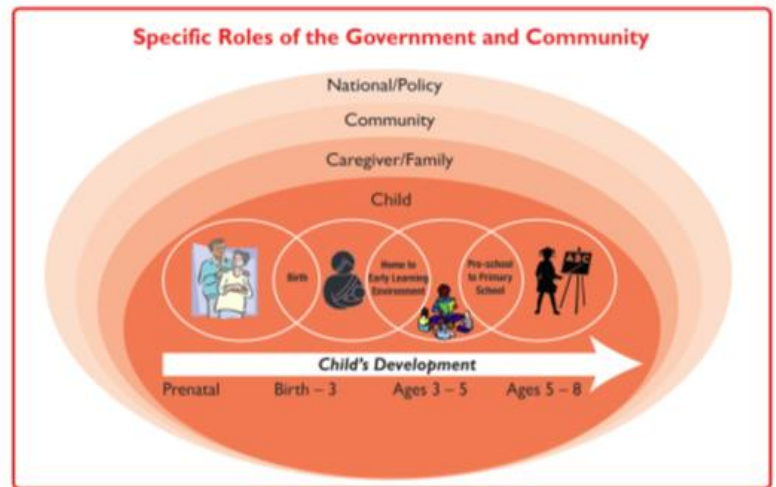 Specific Roles of the Government and Community
National/Policy
Community
Caregiver/Family
Child
Birth
Home to
Early Learning
Environment
Pre-school
to Primary
School
ABC
Child's Development
Prenatal
Birth – 3
Ages 3 – 5
Ages 5 – 8